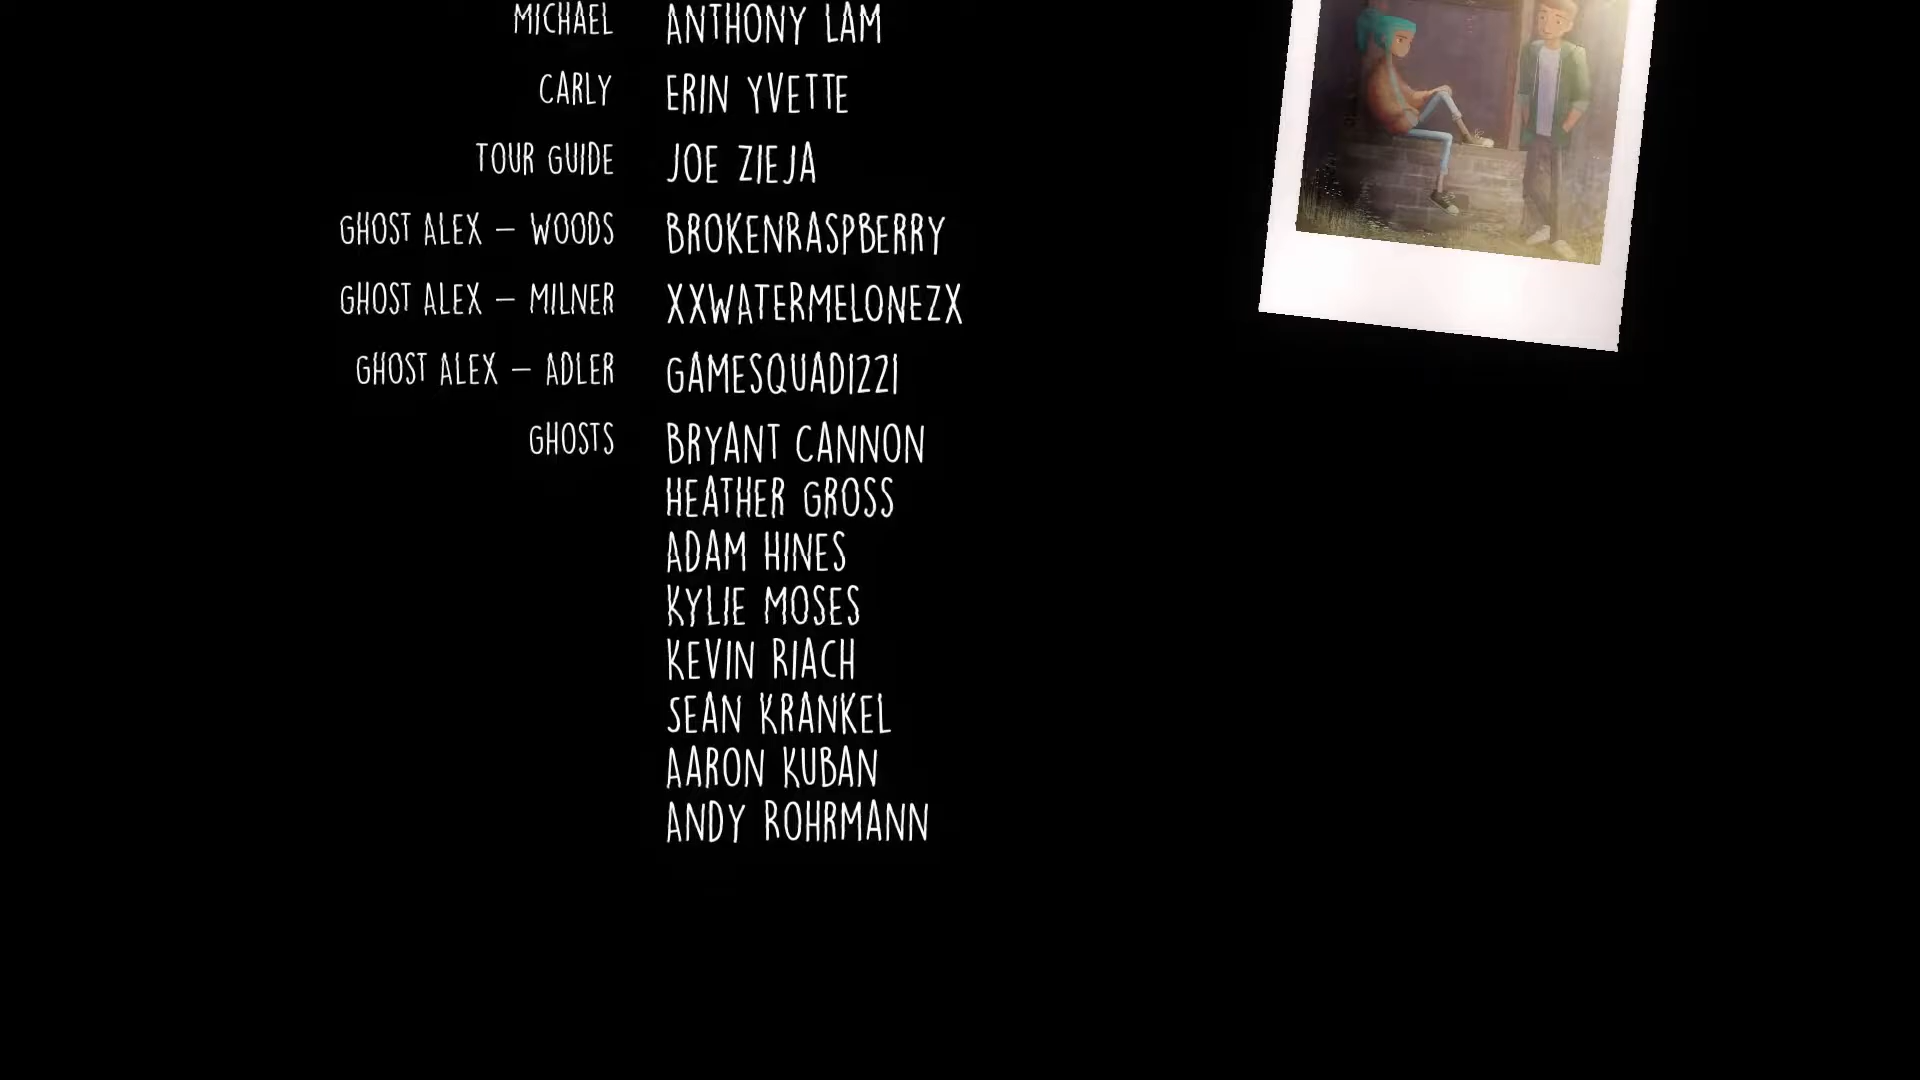 MICHAEL ANTHONY LAM
CARLY ERIN YVETTE
TOUR GUIDE JOE ZIEJA
GHOST ALEX – WOODS BROKENRASPBERRY
GHOST ALEX – MILNER XXWATERMELONEZX
GHOST ALEX – ADLER GAMESQUAD1221
GHOSTS BRYANT CANNON
HEATHER GROSS
ADAM HINES
KYLIE MOSES
KEVIN RIACH
SEAN KRANKEL
AARON KUBAN
ANDY ROHRMANN